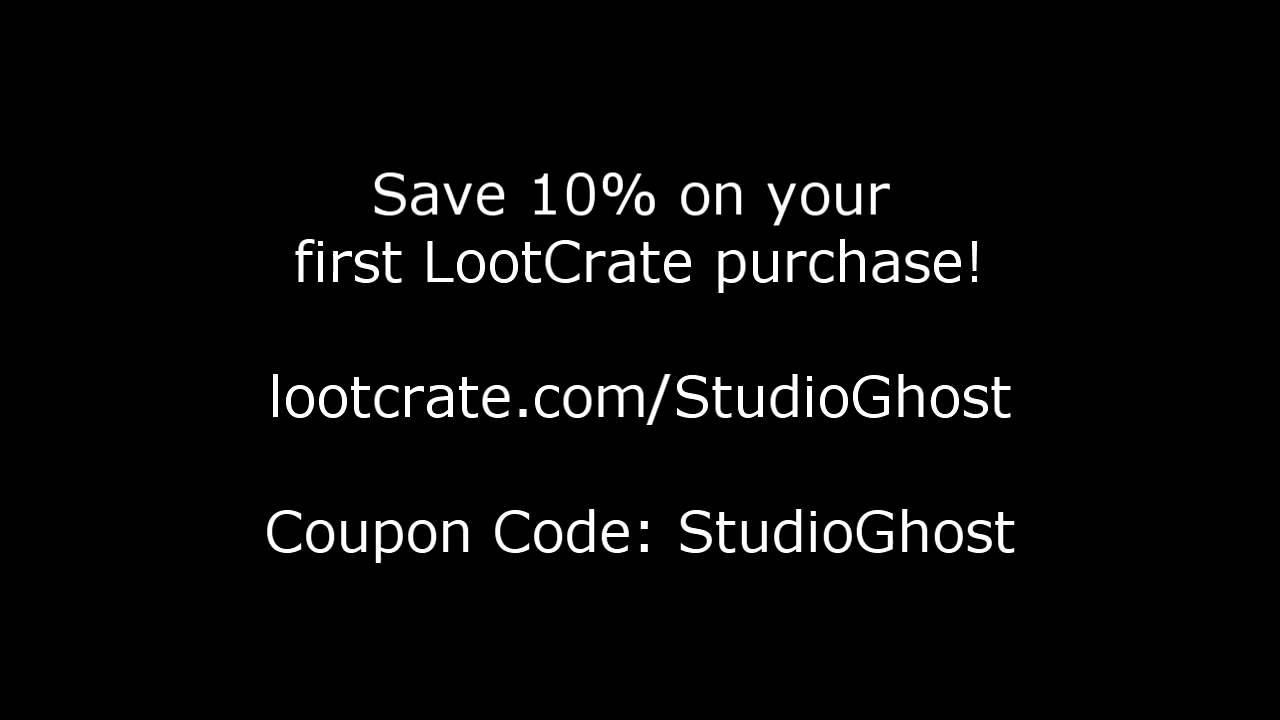 Save 10% on your
first LootCrate purchase!
lootcrate.com/StudioGhost
Coupon Code: StudioGhost